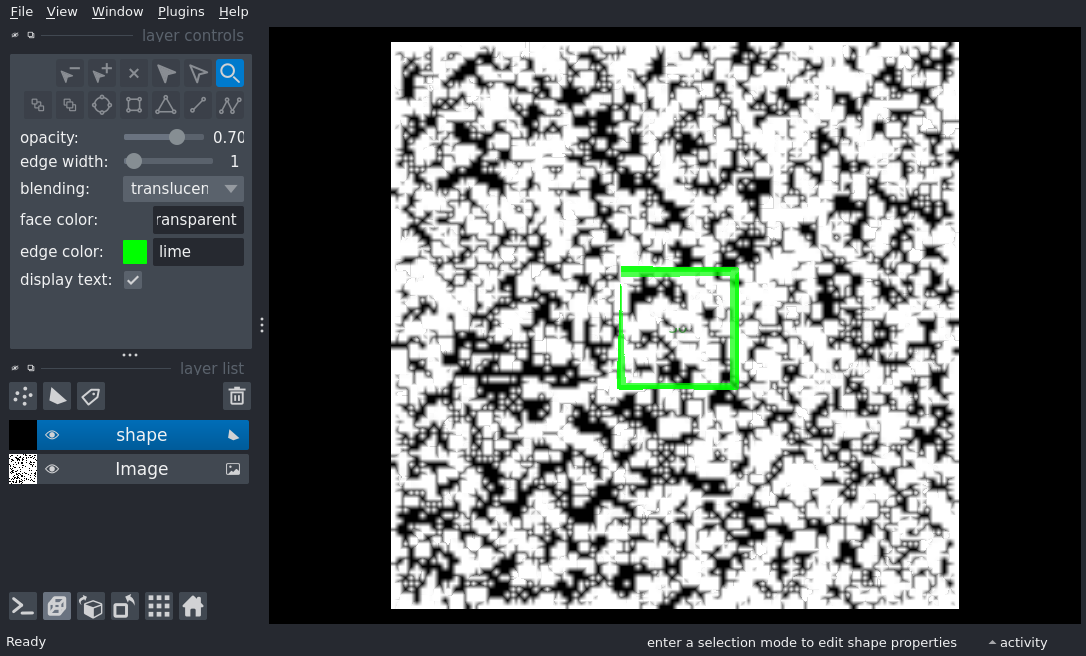 File View Window Plugins Help
layer controls
opacity: 0.70
edge width: 1
blending: translucen
face color: ransparent
edge color: lime
display text:
layer list
shape
Image
Ready
enter a selection mode to edit shape properties
activity